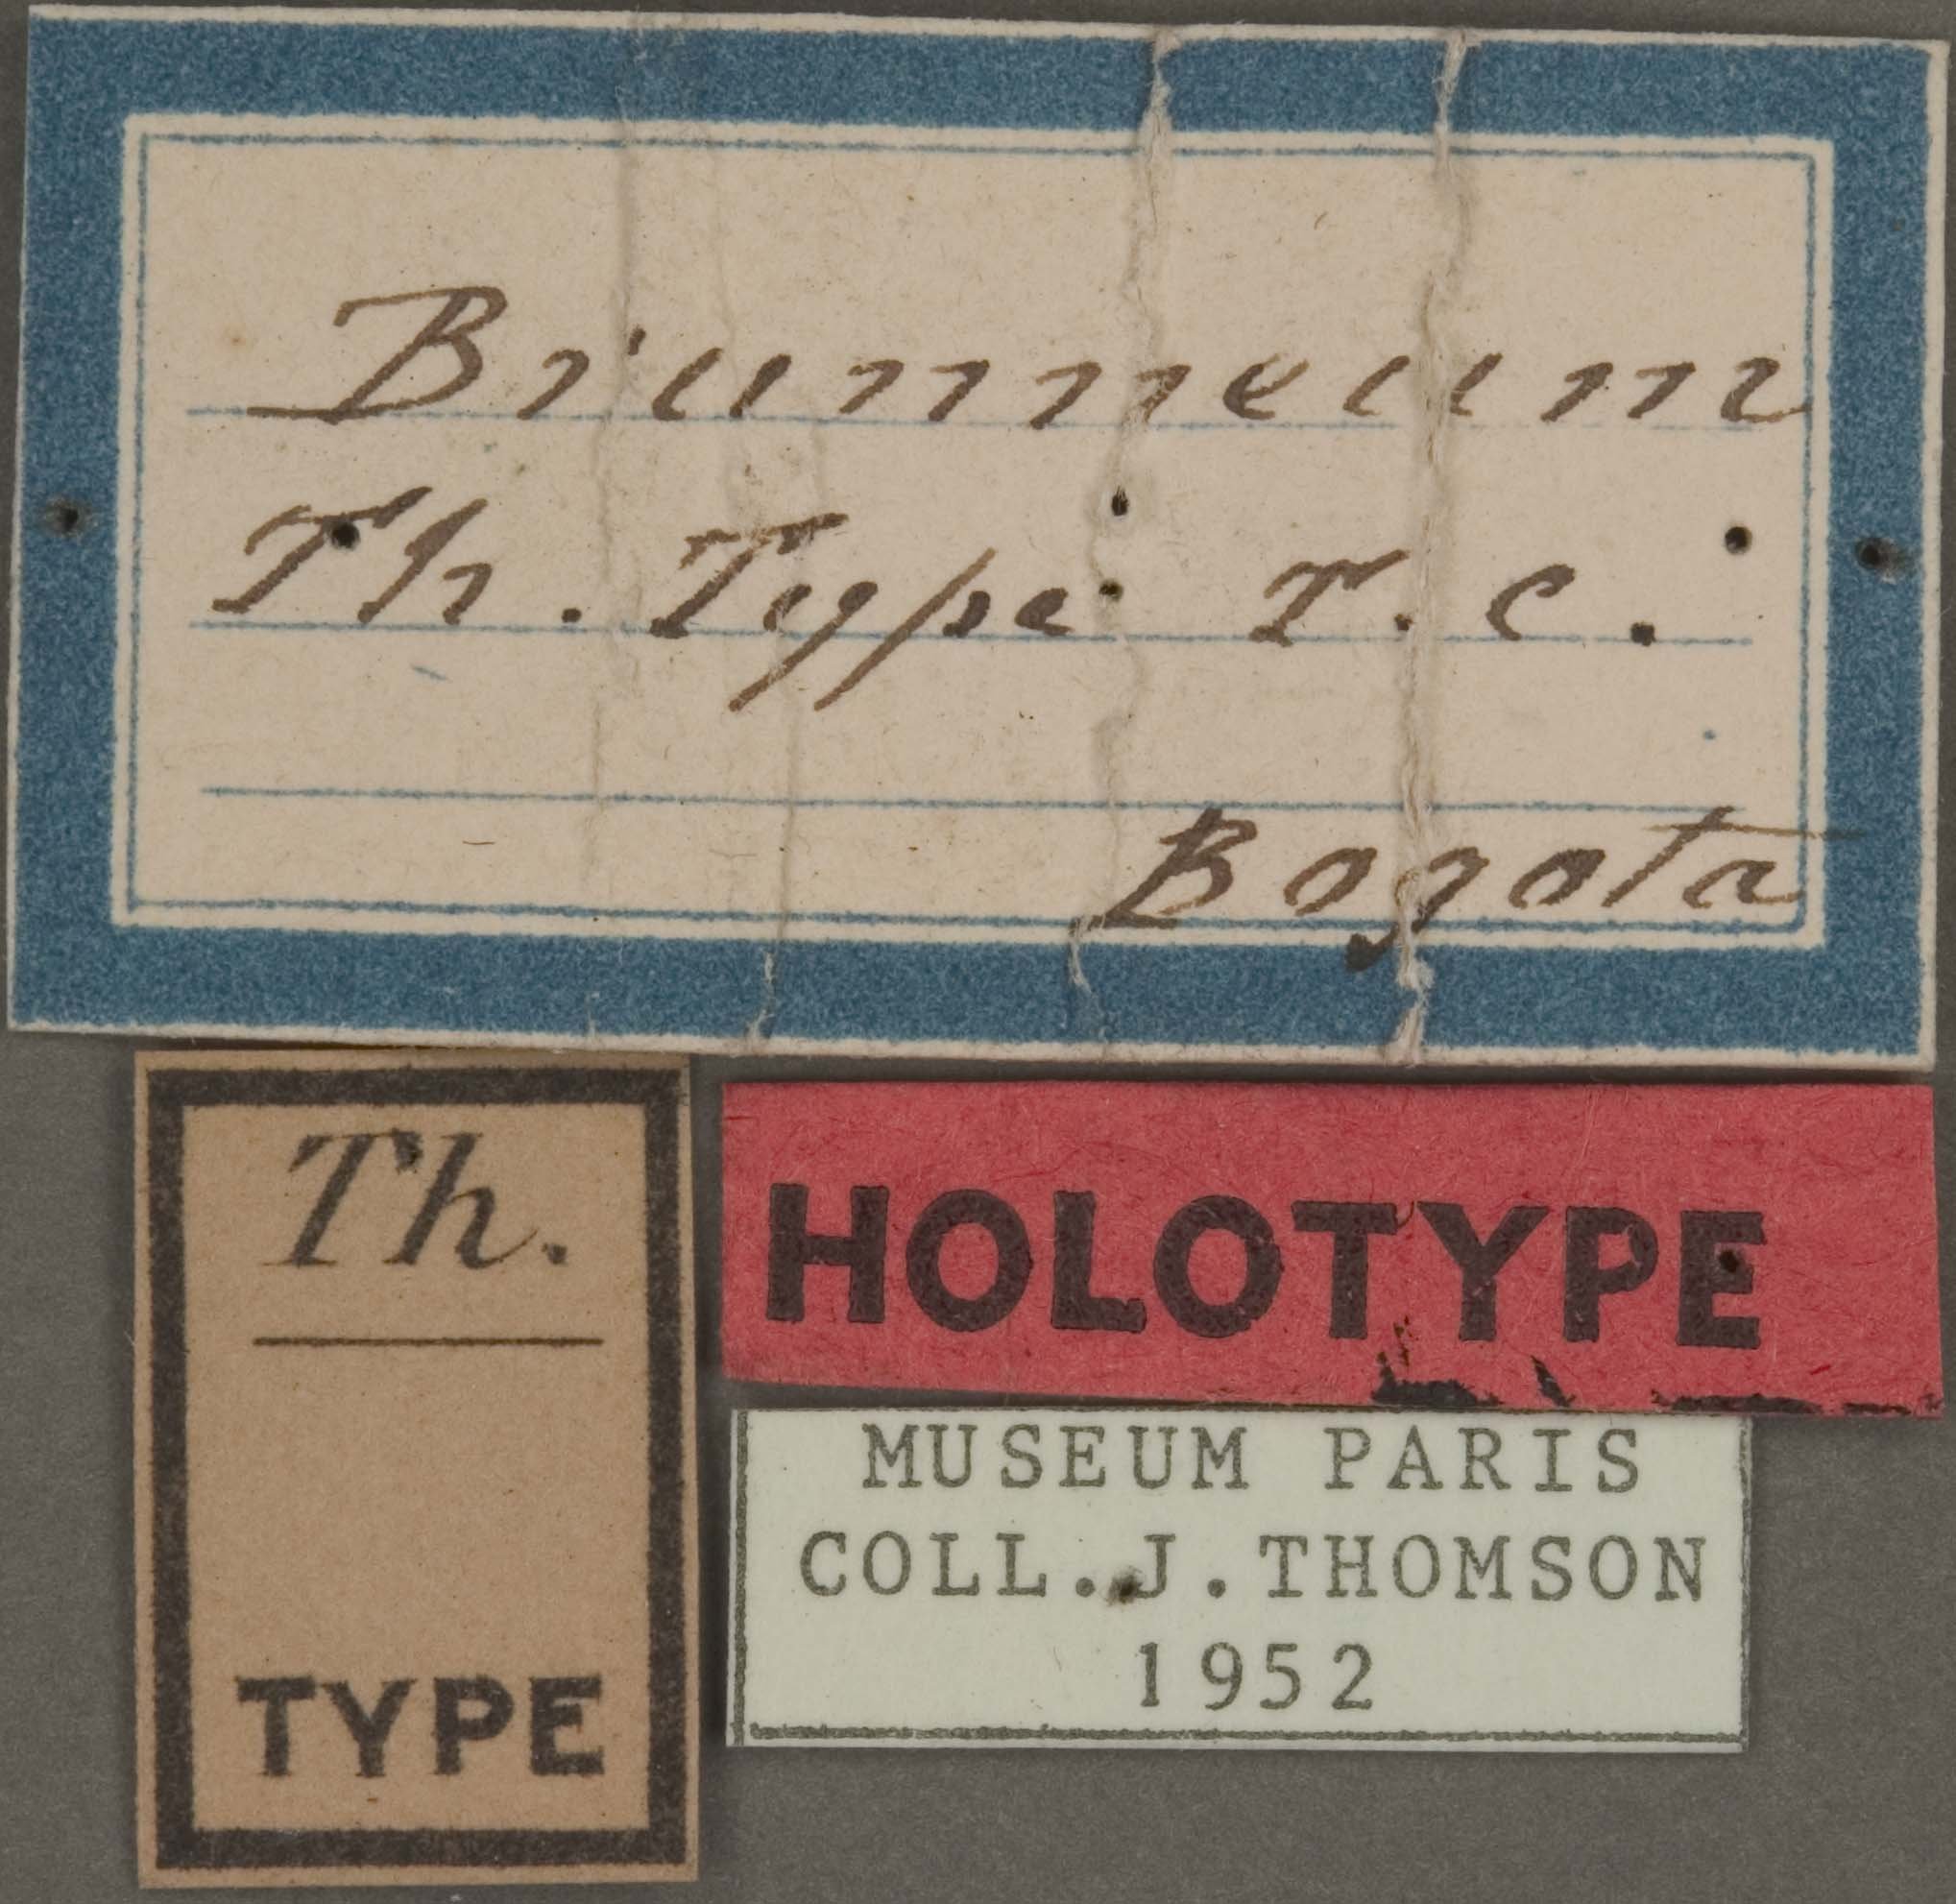 Brunneum
Th. Type T. c.
Bogota
Th.
TYPE
HOLOTYPE
MUSEUM PARIS
COLL. J. THOMSON
1952